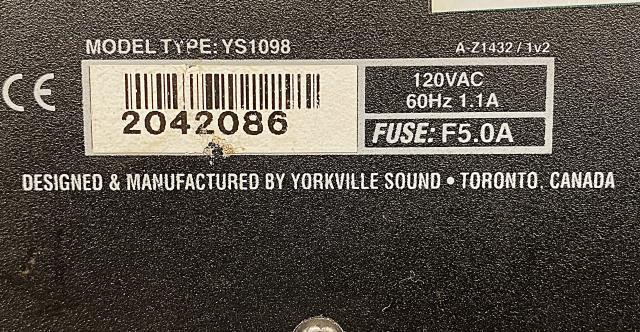 MODEL TYPE: YS1098
A-Z1432 / 1v2
CE
2042086
120VAC
60Hz 1.1A
FUSE: F5.0A
DESIGNED & MANUFACTURED BY YORKVILLE SOUND • TORONTO, CANADA